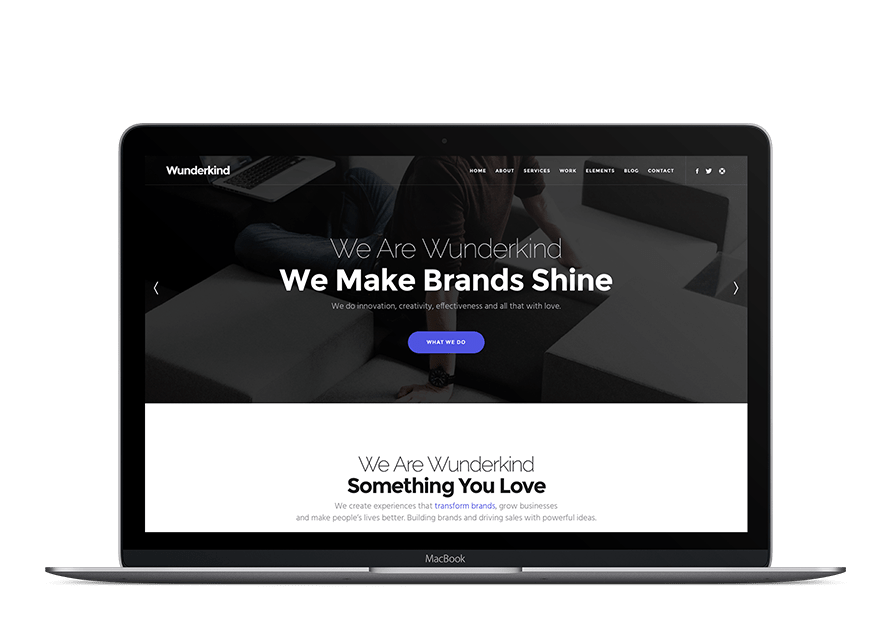 Wunderkind
HOME ABOUT SERVICES WORK ELEMENTS BLOG CONTACT
We Are Wunderkind
We Make Brands Shine
We do innovation, creativity, effectiveness and all that with love.
WHAT WE DO
We Are Wunderkind
Something You Love
We create experiences that transform brands, grow businesses
and make people's lives better. Building brands and driving sales with powerful ideas.
MacBook